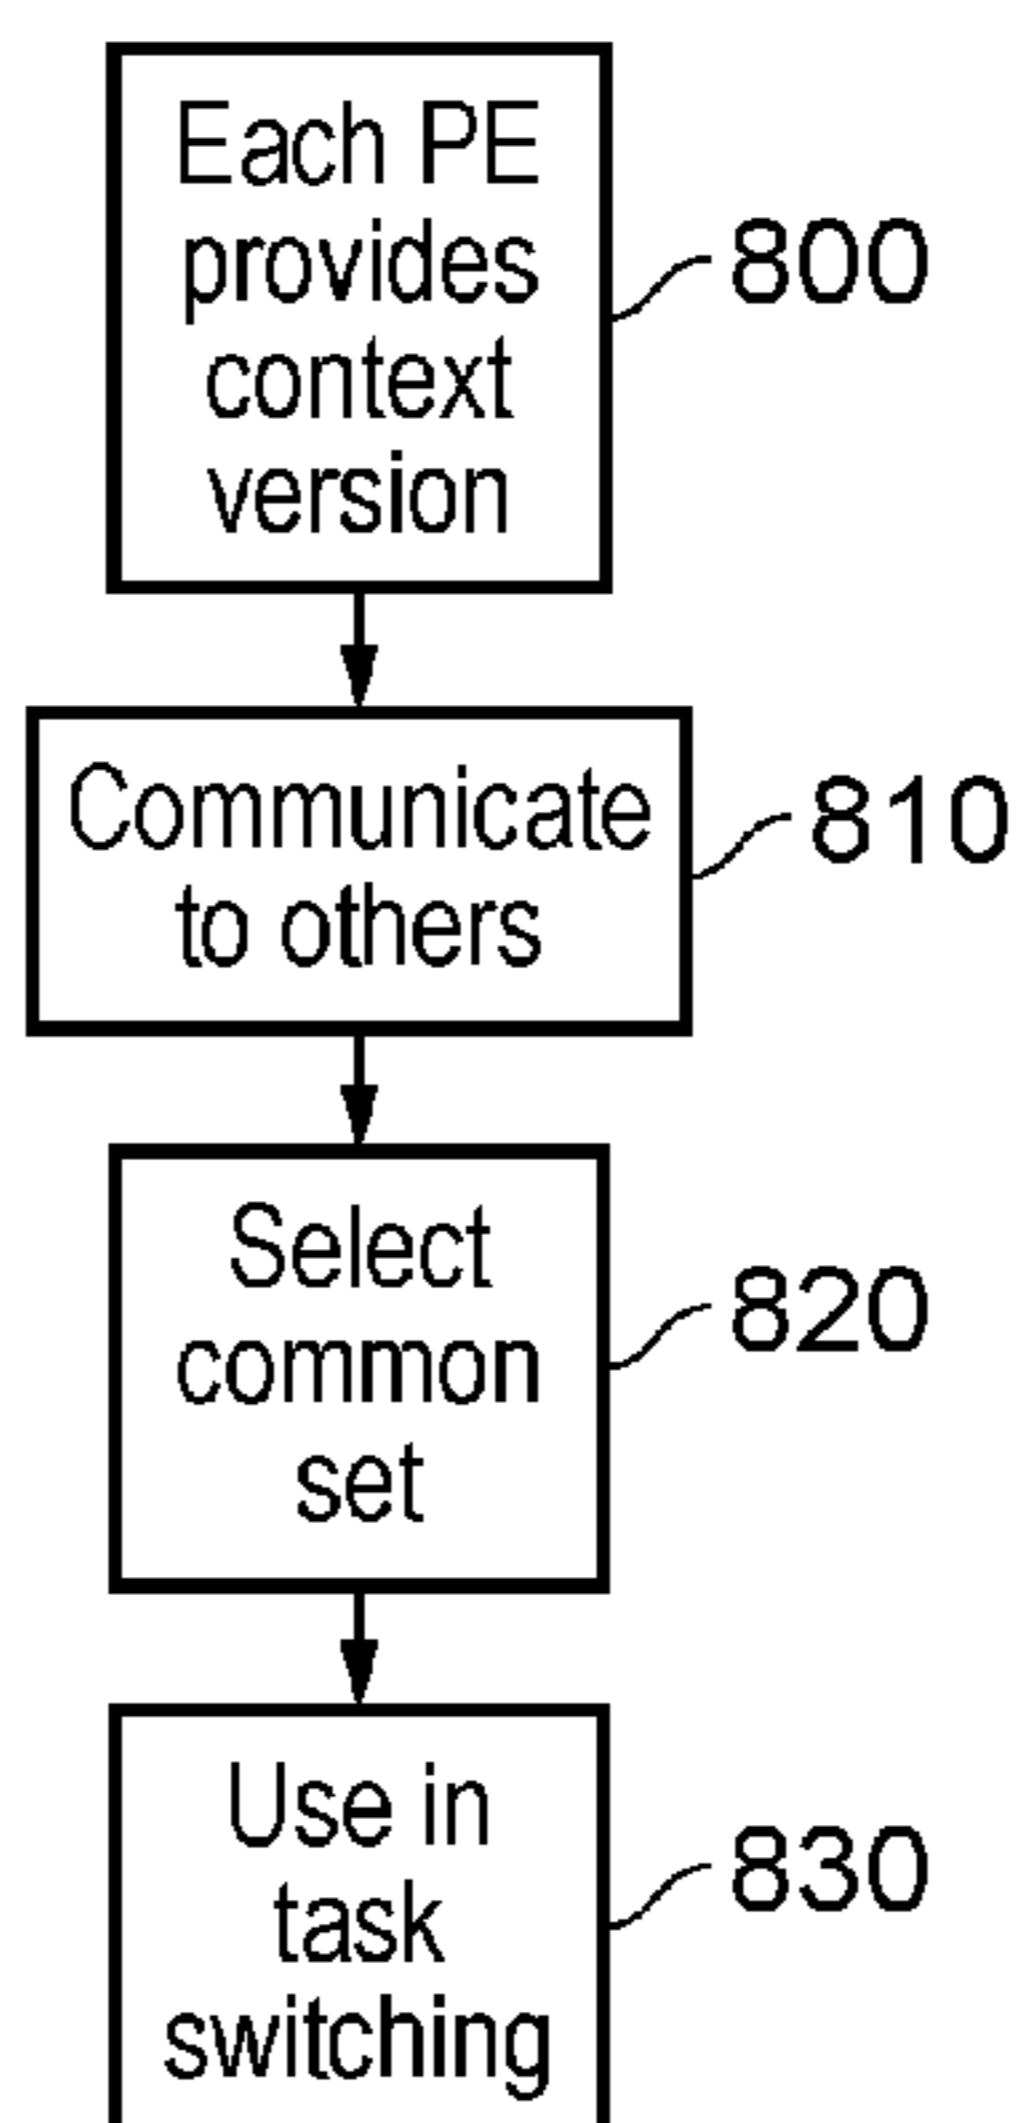 Each PE
provides
context
version
800
Communicate
to others
810
Select
common
set
820
Use in
task
switching
830